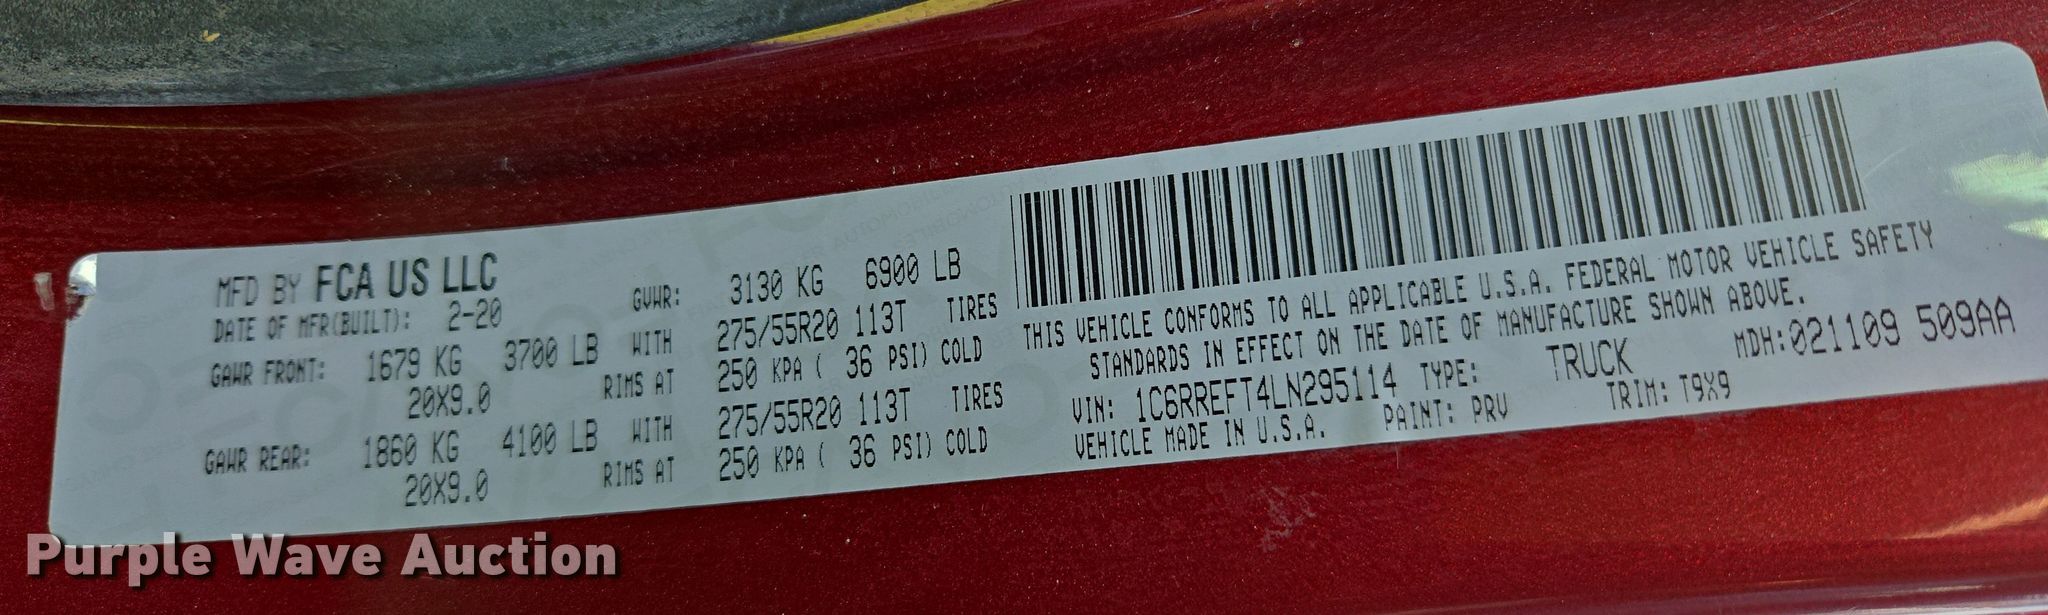 MFD BY FCA US LLC
DATE OF MFR(BUILT): 2-20
GVWR: 3130 KG 6900 LB
GAWR FRONT: 1679 KG 3700 LB WITH 275/55R20 113T TIRES
20X9.0 RIMS AT 250 KPA ( 36 PSI) COLD
GAWR REAR: 1860 KG 4100 LB WITH 275/55R20 113T TIRES
20X9.0 RIMS AT 250 KPA ( 36 PSI) COLD
THIS VEHICLE CONFORMS TO ALL APPLICABLE U.S.A. FEDERAL MOTOR VEHICLE SAFETY
STANDARDS IN EFFECT ON THE DATE OF MANUFACTURE SHOWN ABOVE.
MDH:021109 509AA
VIN: 1C6RREFT4LN295114 TYPE: TRUCK
VEHICLE MADE IN U.S.A. PAINT: PRV TRIM: T9X9
Purple Wave Auction